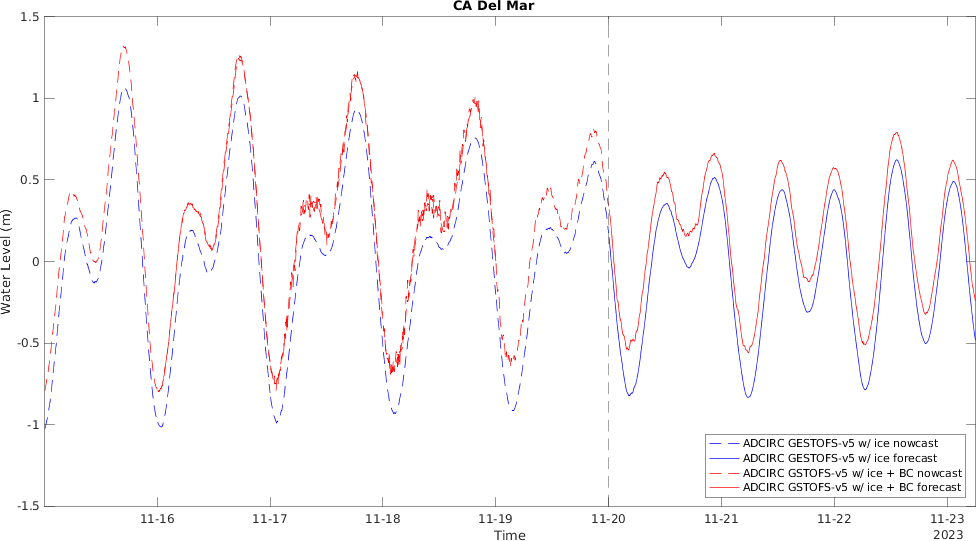 CA Del Mar
1.5
1
0.5
0
-0.5
-1
-1.5
Water Level (m)
11-16
11-17
11-18
11-19
11-20
11-21
11-22
11-23
2023
Time
ADCIRC GESTOFS-v5 w/ ice nowcast
ADCIRC GESTOFS-v5 w/ ice forecast
ADCIRC GSTOFS-v5 w/ ice + BC nowcast
ADCIRC GSTOFS-v5 w/ ice + BC forecast